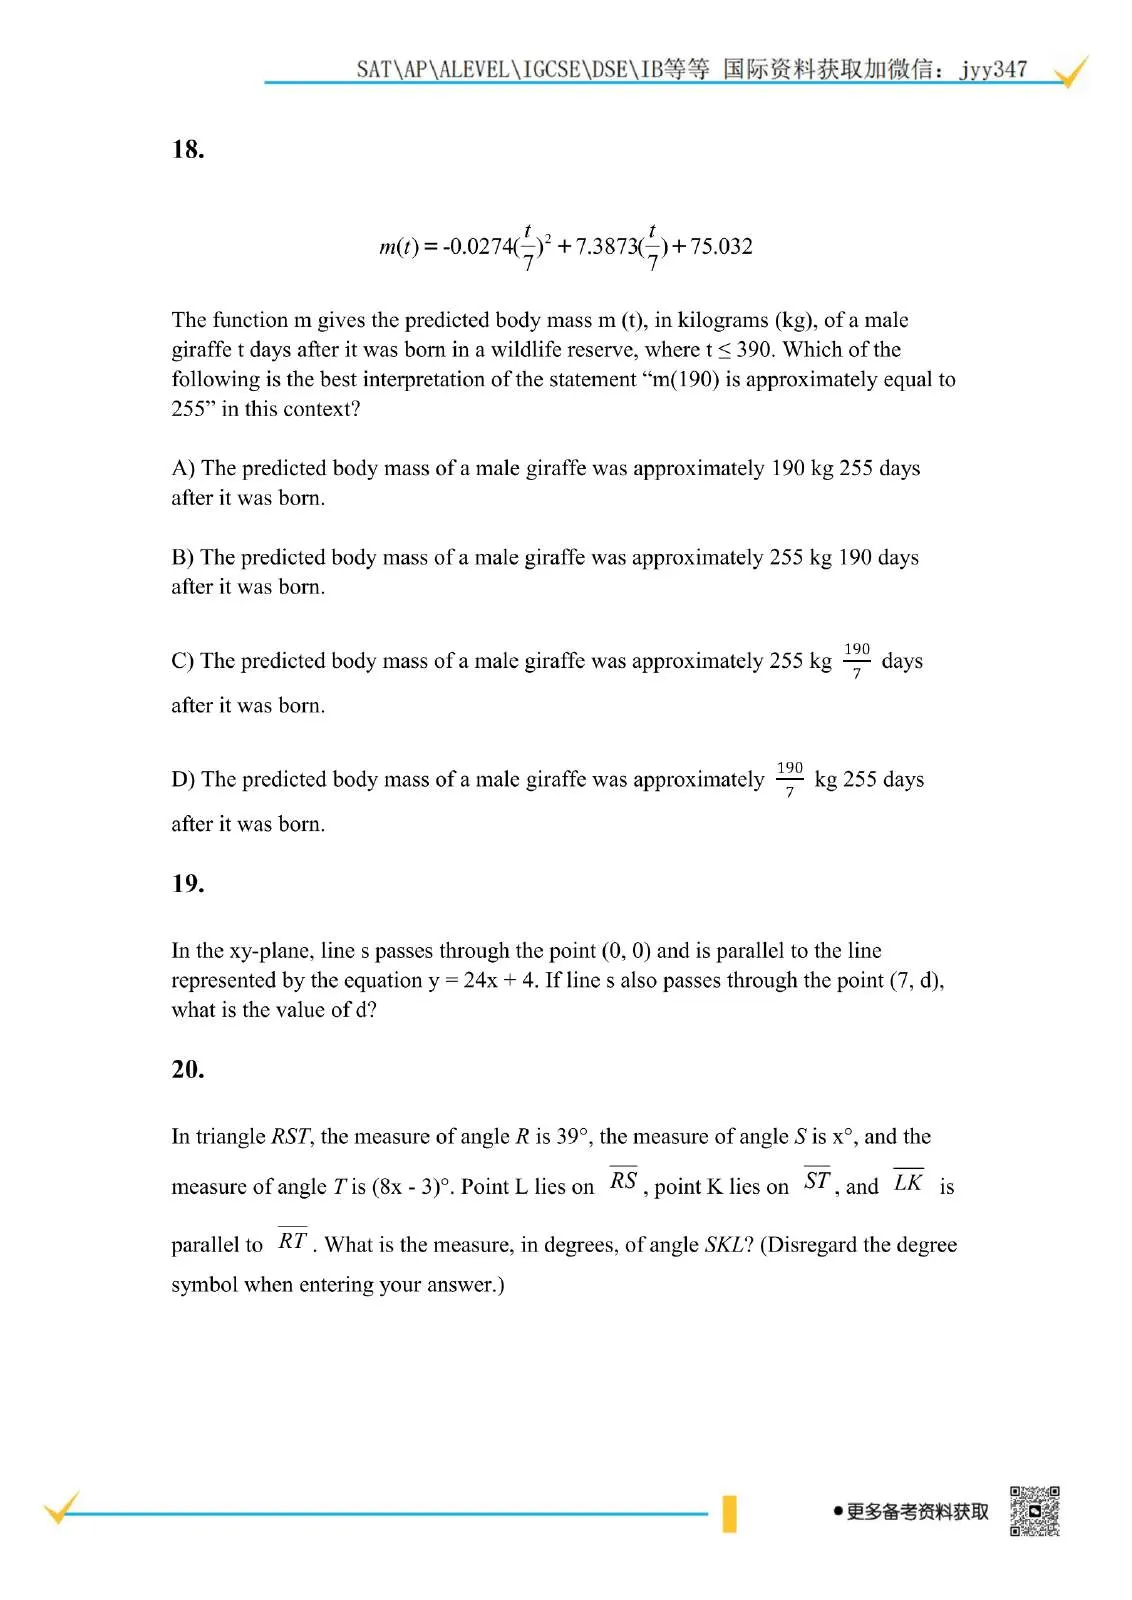 SAT\AP\ALEVEL\IGCSE\DSE\IB等等 国际资料获取加微信：jyy347
18.
m(t) = -0.0274(t/7)² + 7.3873(t/7) + 75.032
The function m gives the predicted body mass m (t), in kilograms (kg), of a male
giraffe t days after it was born in a wildlife reserve, where t ≤ 390. Which of the
following is the best interpretation of the statement “m(190) is approximately equal to
255” in this context?
A) The predicted body mass of a male giraffe was approximately 190 kg 255 days
after it was born.
B) The predicted body mass of a male giraffe was approximately 255 kg 190 days
after it was born.
C) The predicted body mass of a male giraffe was approximately 255 kg 190/7 days
after it was born.
D) The predicted body mass of a male giraffe was approximately 190/7 kg 255 days
after it was born.
19.
In the xy-plane, line s passes through the point (0, 0) and is parallel to the line
represented by the equation y = 24x + 4. If line s also passes through the point (7, d),
what is the value of d?
20.
In triangle RST, the measure of angle R is 39°, the measure of angle S is x°, and the
measure of angle T is (8x - 3)°. Point L lies on RS, point K lies on ST, and LK is
parallel to RT. What is the measure, in degrees, of angle SKL? (Disregard the degree
symbol when entering your answer.)
●更多备考资料获取